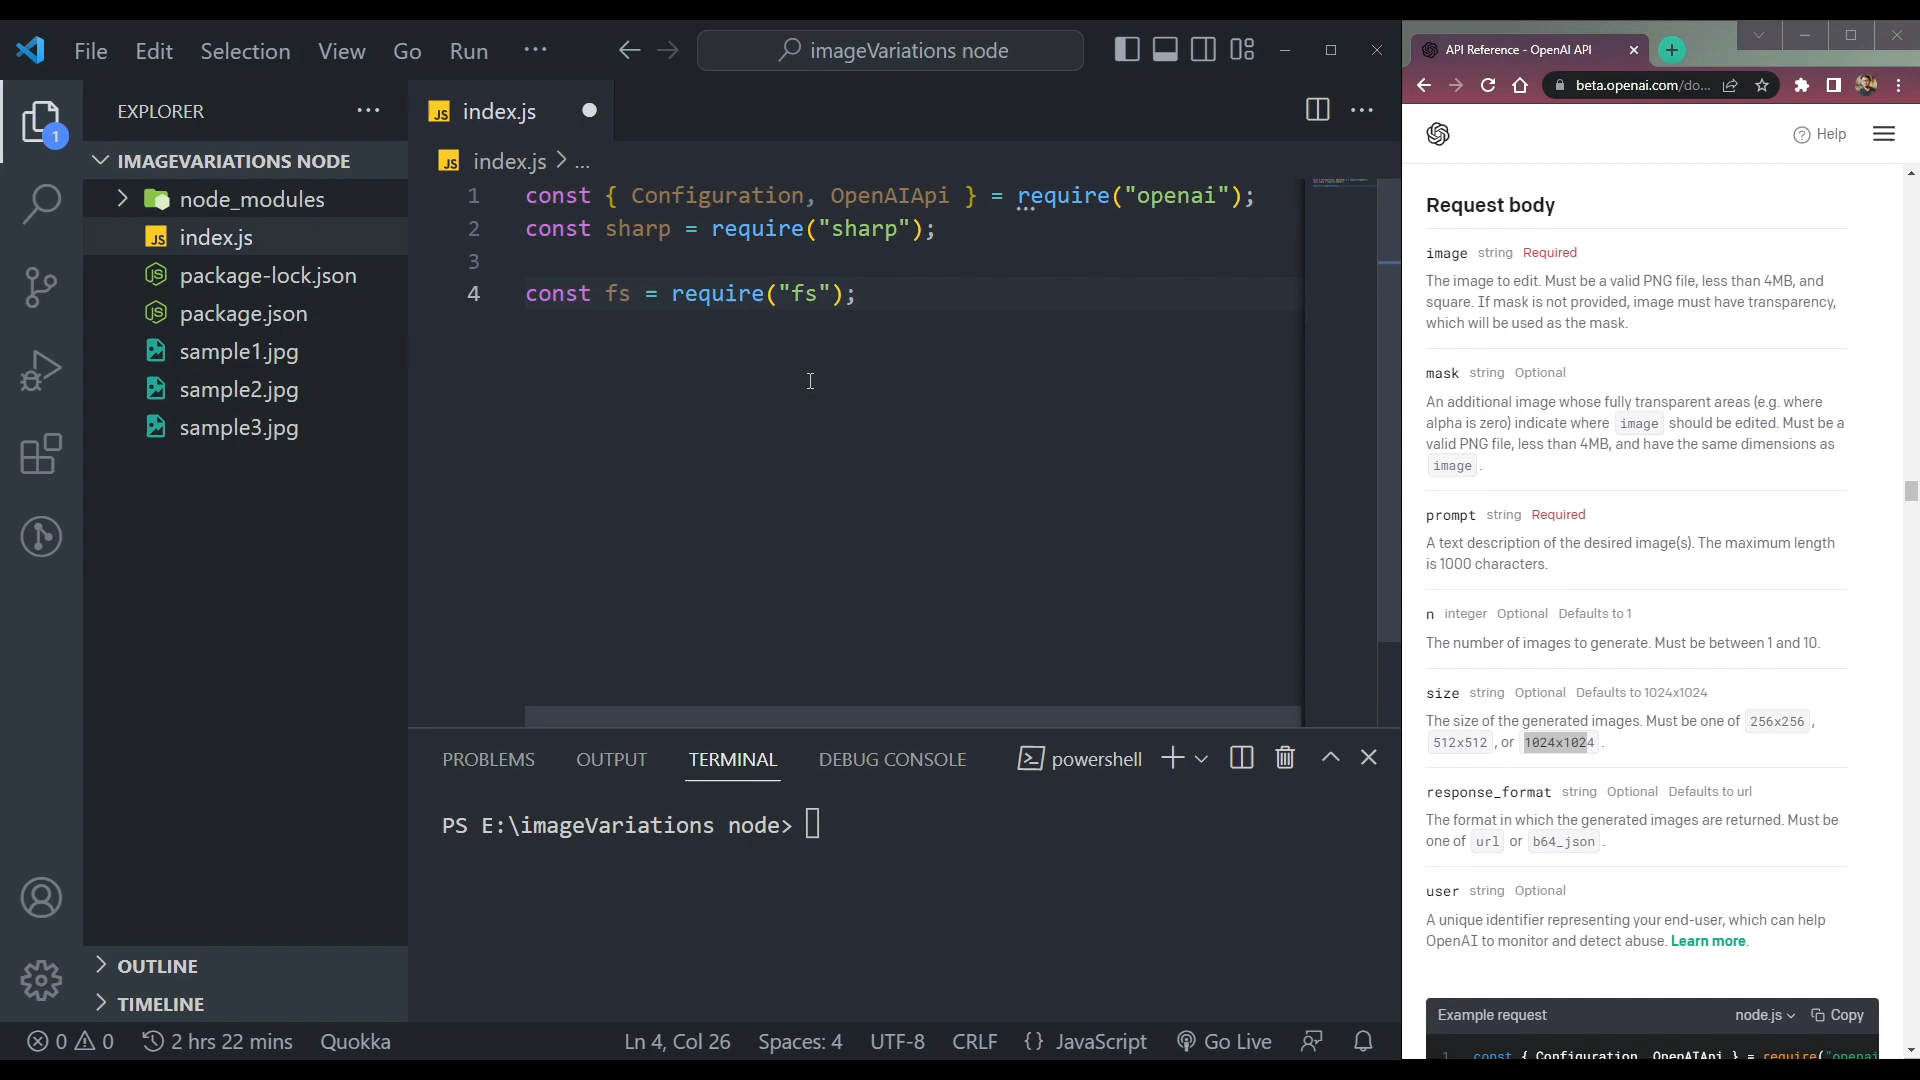 File Edit Selection View Go Run ···
imageVariations node
EXPLORER
IMAGEVARIATIONS NODE
node_modules
index.js
package-lock.json
package.json
sample1.jpg
sample2.jpg
sample3.jpg
OUTLINE
TIMELINE
1
JS index.js
JS index.js > ...
1 const { Configuration, OpenAIApi } = require("openai");
2 const sharp = require("sharp");
3
4 const fs = require("fs");
PROBLEMS OUTPUT TERMINAL DEBUG CONSOLE powershell
PS E:\imageVariations node>
0 0 2 hrs 22 mins Quokka Ln 4, Col 26 Spaces: 4 UTF-8 CRLF {} JavaScript Go Live
API Reference - OpenAI API
beta.openai.com/do...
Help
Request body
image string Required
The image to edit. Must be a valid PNG file, less than 4MB, and
square. If mask is not provided, image must have transparency,
which will be used as the mask.
mask string Optional
An additional image whose fully transparent areas (e.g. where
alpha is zero) indicate where image should be edited. Must be a
valid PNG file, less than 4MB, and have the same dimensions as
image .
prompt string Required
A text description of the desired image(s). The maximum length
is 1000 characters.
n integer Optional Defaults to 1
The number of images to generate. Must be between 1 and 10.
size string Optional Defaults to 1024x1024
The size of the generated images. Must be one of 256x256 ,
512x512 , or 1024x1024 .
response_format string Optional Defaults to url
The format in which the generated images are returned. Must be
one of url or b64_json .
user string Optional
A unique identifier representing your end-user, which can help
OpenAI to monitor and detect abuse. Learn more.
Example request node.js Copy
1 const { Configuration, OpenAIApi } = require("openai